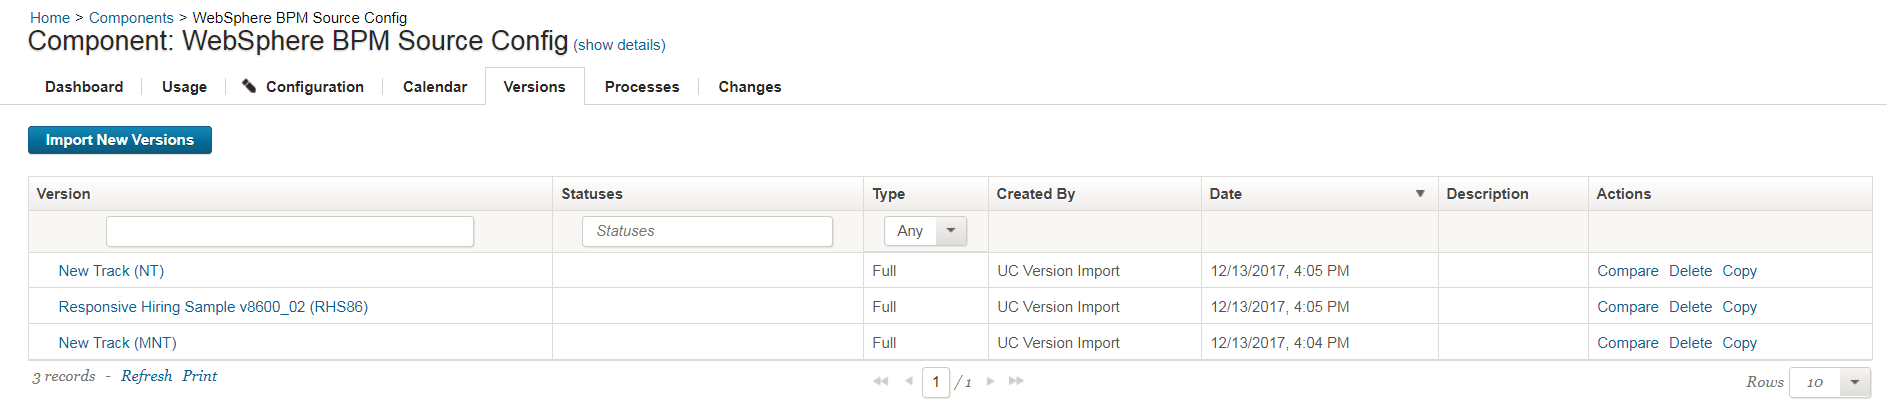 Home > Components > WebSphere BPM Source Config
Component: WebSphere BPM Source Config (show details)
Dashboard Usage Configuration Calendar Versions Processes Changes
Import New Versions
Version Statuses Type Created By Date Description Actions
Statuses Any
New Track (NT) Full UC Version Import 12/13/2017, 4:05 PM Compare Delete Copy
Responsive Hiring Sample v8600_02 (RHS86) Full UC Version Import 12/13/2017, 4:05 PM Compare Delete Copy
New Track (MNT) Full UC Version Import 12/13/2017, 4:04 PM Compare Delete Copy
3 records - Refresh Print 1 / 1 Rows 10